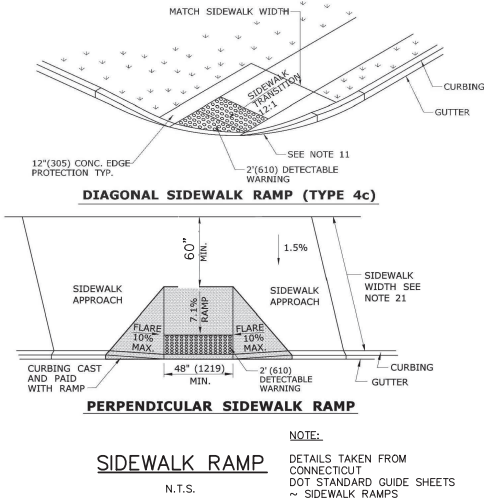 MATCH SIDEWALK WIDTH
SIDEWALK
TRANSITION
12:1
CURBING
GUTTER
SEE NOTE 11
12"(305) CONC. EDGE
PROTECTION TYP.
2'(610) DETECTABLE
WARNING
DIAGONAL SIDEWALK RAMP (TYPE 4c)
60"
MIN.
1.5%
SIDEWALK
APPROACH
SIDEWALK
APPROACH
SIDEWALK
WIDTH SEE
NOTE 21
7.1%
RAMP
FLARE
10%
MAX.
FLARE
10%
MAX.
CURBING CAST
AND PAID
WITH RAMP
48" (1219)
MIN.
2'(610)
DETECTABLE
WARNING
CURBING
GUTTER
PERPENDICULAR SIDEWALK RAMP
SIDEWALK RAMP
N.T.S.
NOTE:
DETAILS TAKEN FROM
CONNECTICUT
DOT STANDARD GUIDE SHEETS
~ SIDEWALK RAMPS